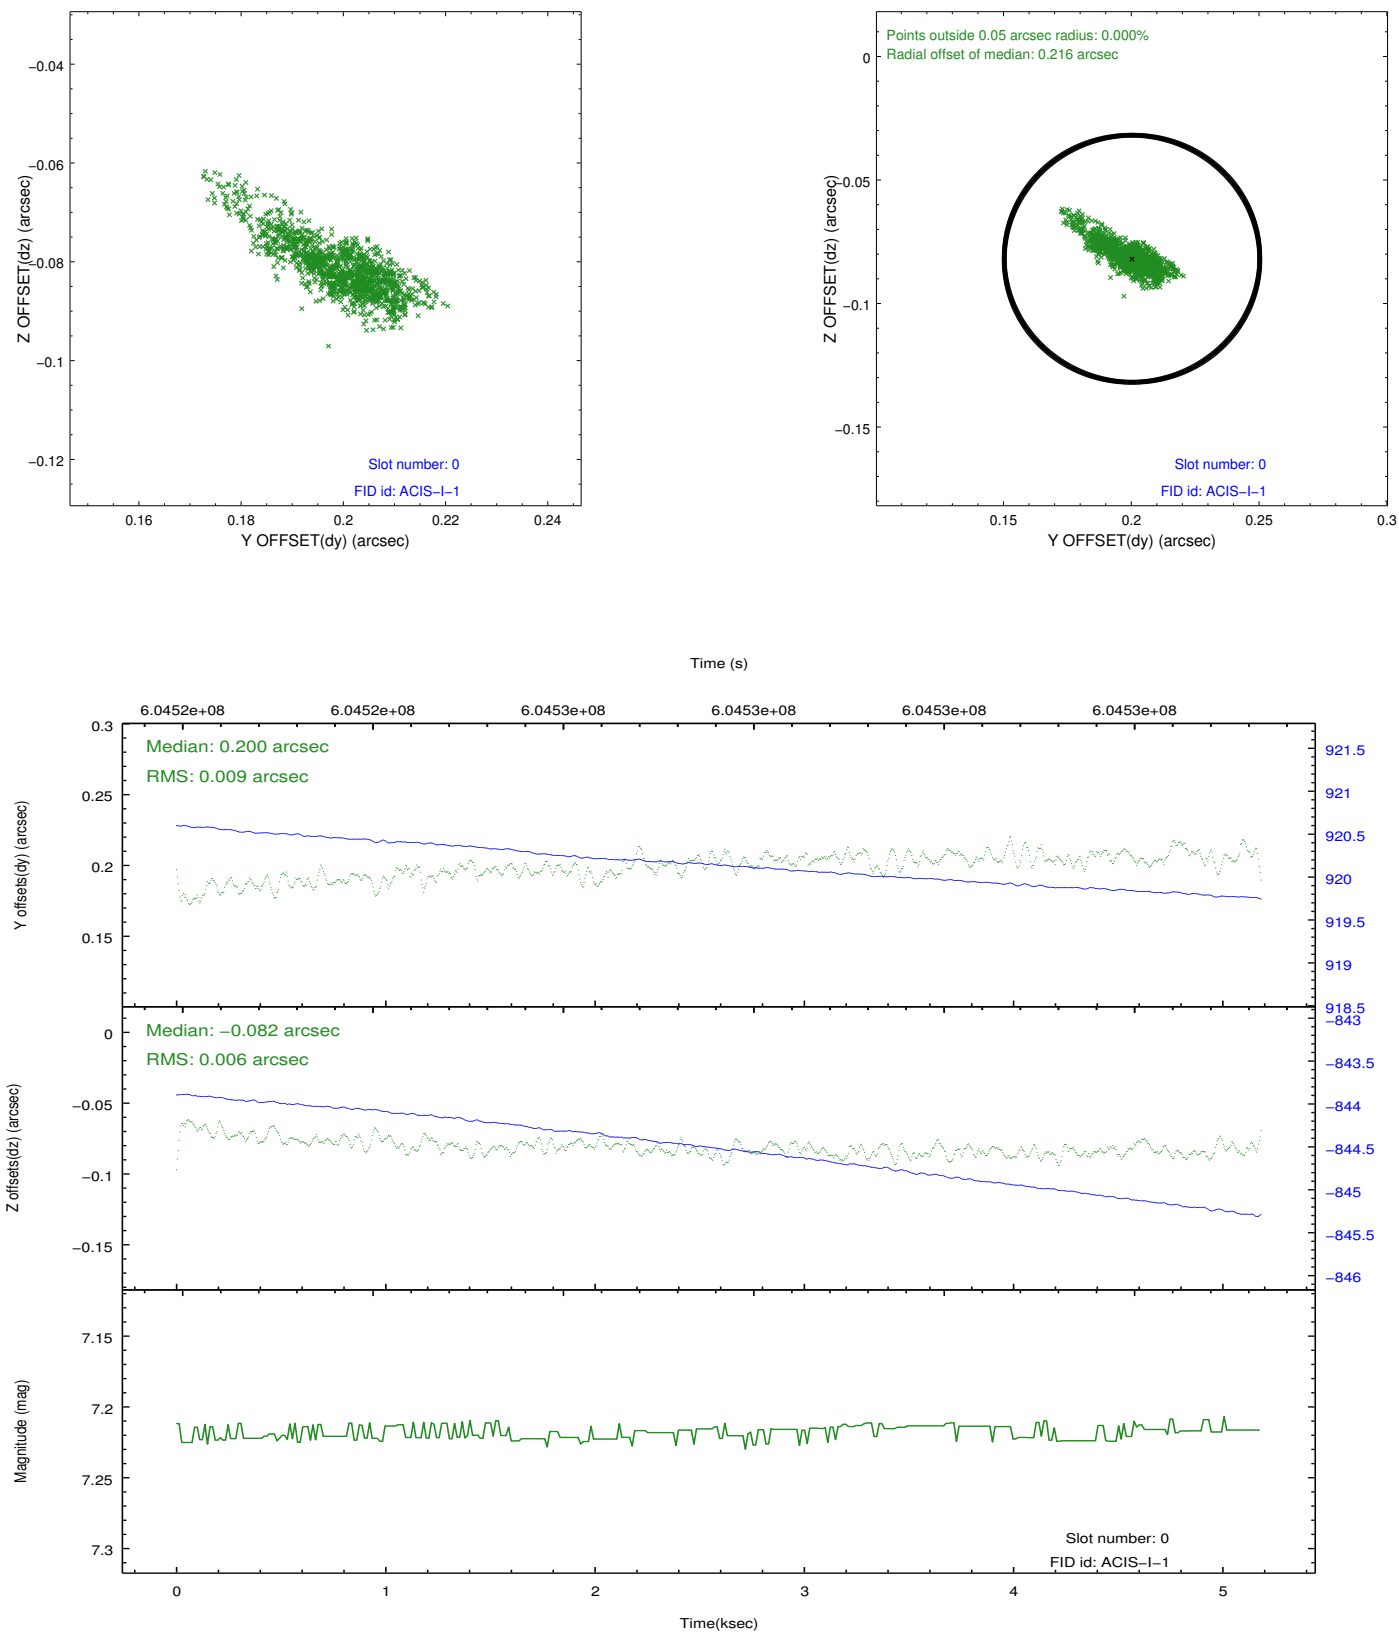 −0.04
−0.06
−0.08
−0.1
−0.12
Z OFFSET(dz) (arcsec)
0.16 0.18 0.2 0.22 0.24
Y OFFSET(dy) (arcsec)
Slot number: 0
FID id: ACIS−I−1
Points outside 0.05 arcsec radius: 0.000%
Radial offset of median: 0.216 arcsec
0
−0.05
−0.1
−0.15
Z OFFSET(dz) (arcsec)
0.15 0.2 0.25 0.3
Y OFFSET(dy) (arcsec)
Slot number: 0
FID id: ACIS−I−1
Time (s)
6.0452e+08 6.0452e+08 6.0453e+08 6.0453e+08 6.0453e+08 6.0453e+08
Median: 0.200 arcsec
RMS: 0.009 arcsec
0.3
0.25
0.2
0.15
Y offsets(dy) (arcsec)
921.5
921
920.5
920
919.5
919
918.5
Median: −0.082 arcsec
RMS: 0.006 arcsec
0
−0.05
−0.1
−0.15
Z offsets(dz) (arcsec)
−843
−843.5
−844
−844.5
−845
−845.5
−846
7.15
7.2
7.25
7.3
Magnitude (mag)
Slot number: 0
FID id: ACIS−I−1
0 1 2 3 4 5
Time(ksec)